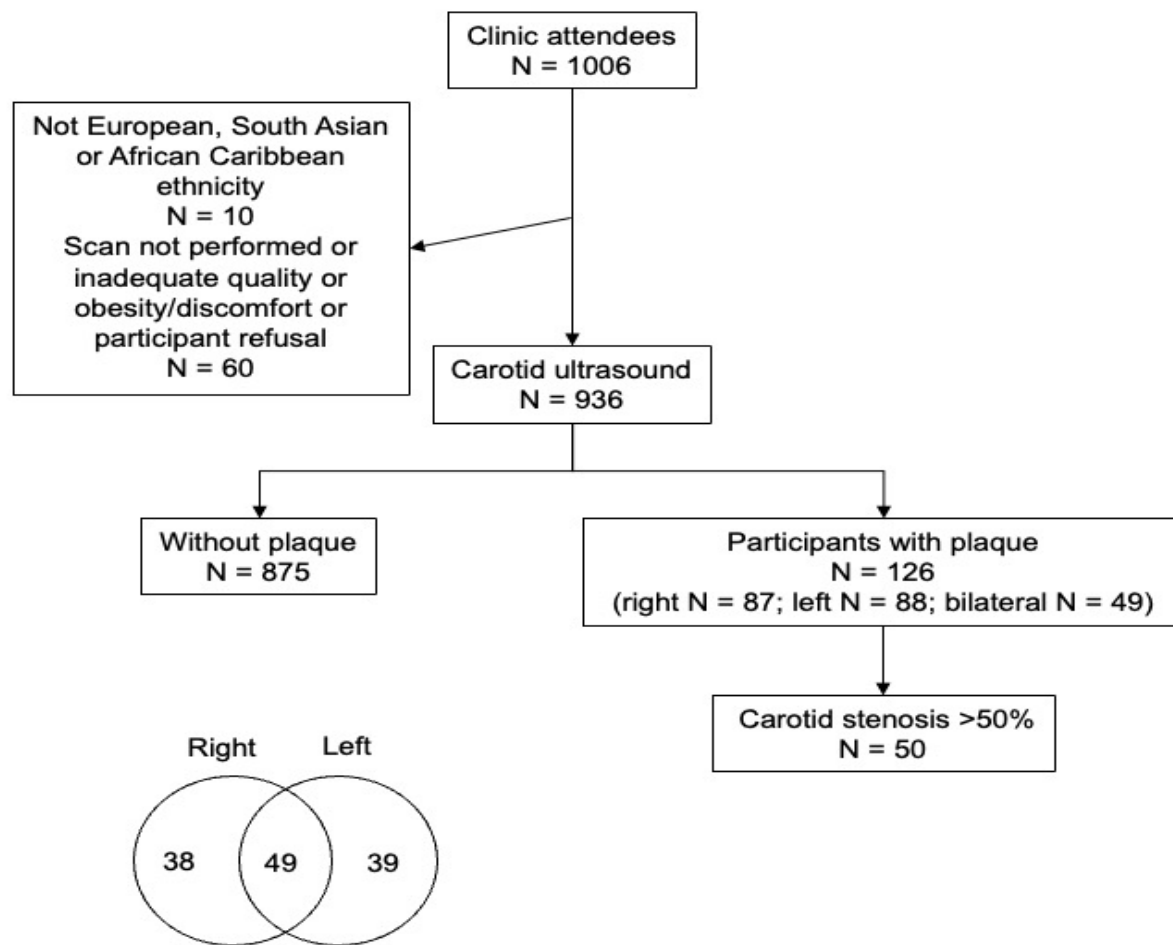 Clinic attendees
N = 1006
Not European, South Asian
or African Caribbean
ethnicity
N = 10
Scan not performed or
inadequate quality or
obesity/discomfort or
participant refusal
N = 60
Carotid ultrasound
N = 936
Without plaque
N = 875
Participants with plaque
N = 126
(right N = 87; left N = 88; bilateral N = 49)
Carotid stenosis >50%
N = 50
Right
Left
38
49
39